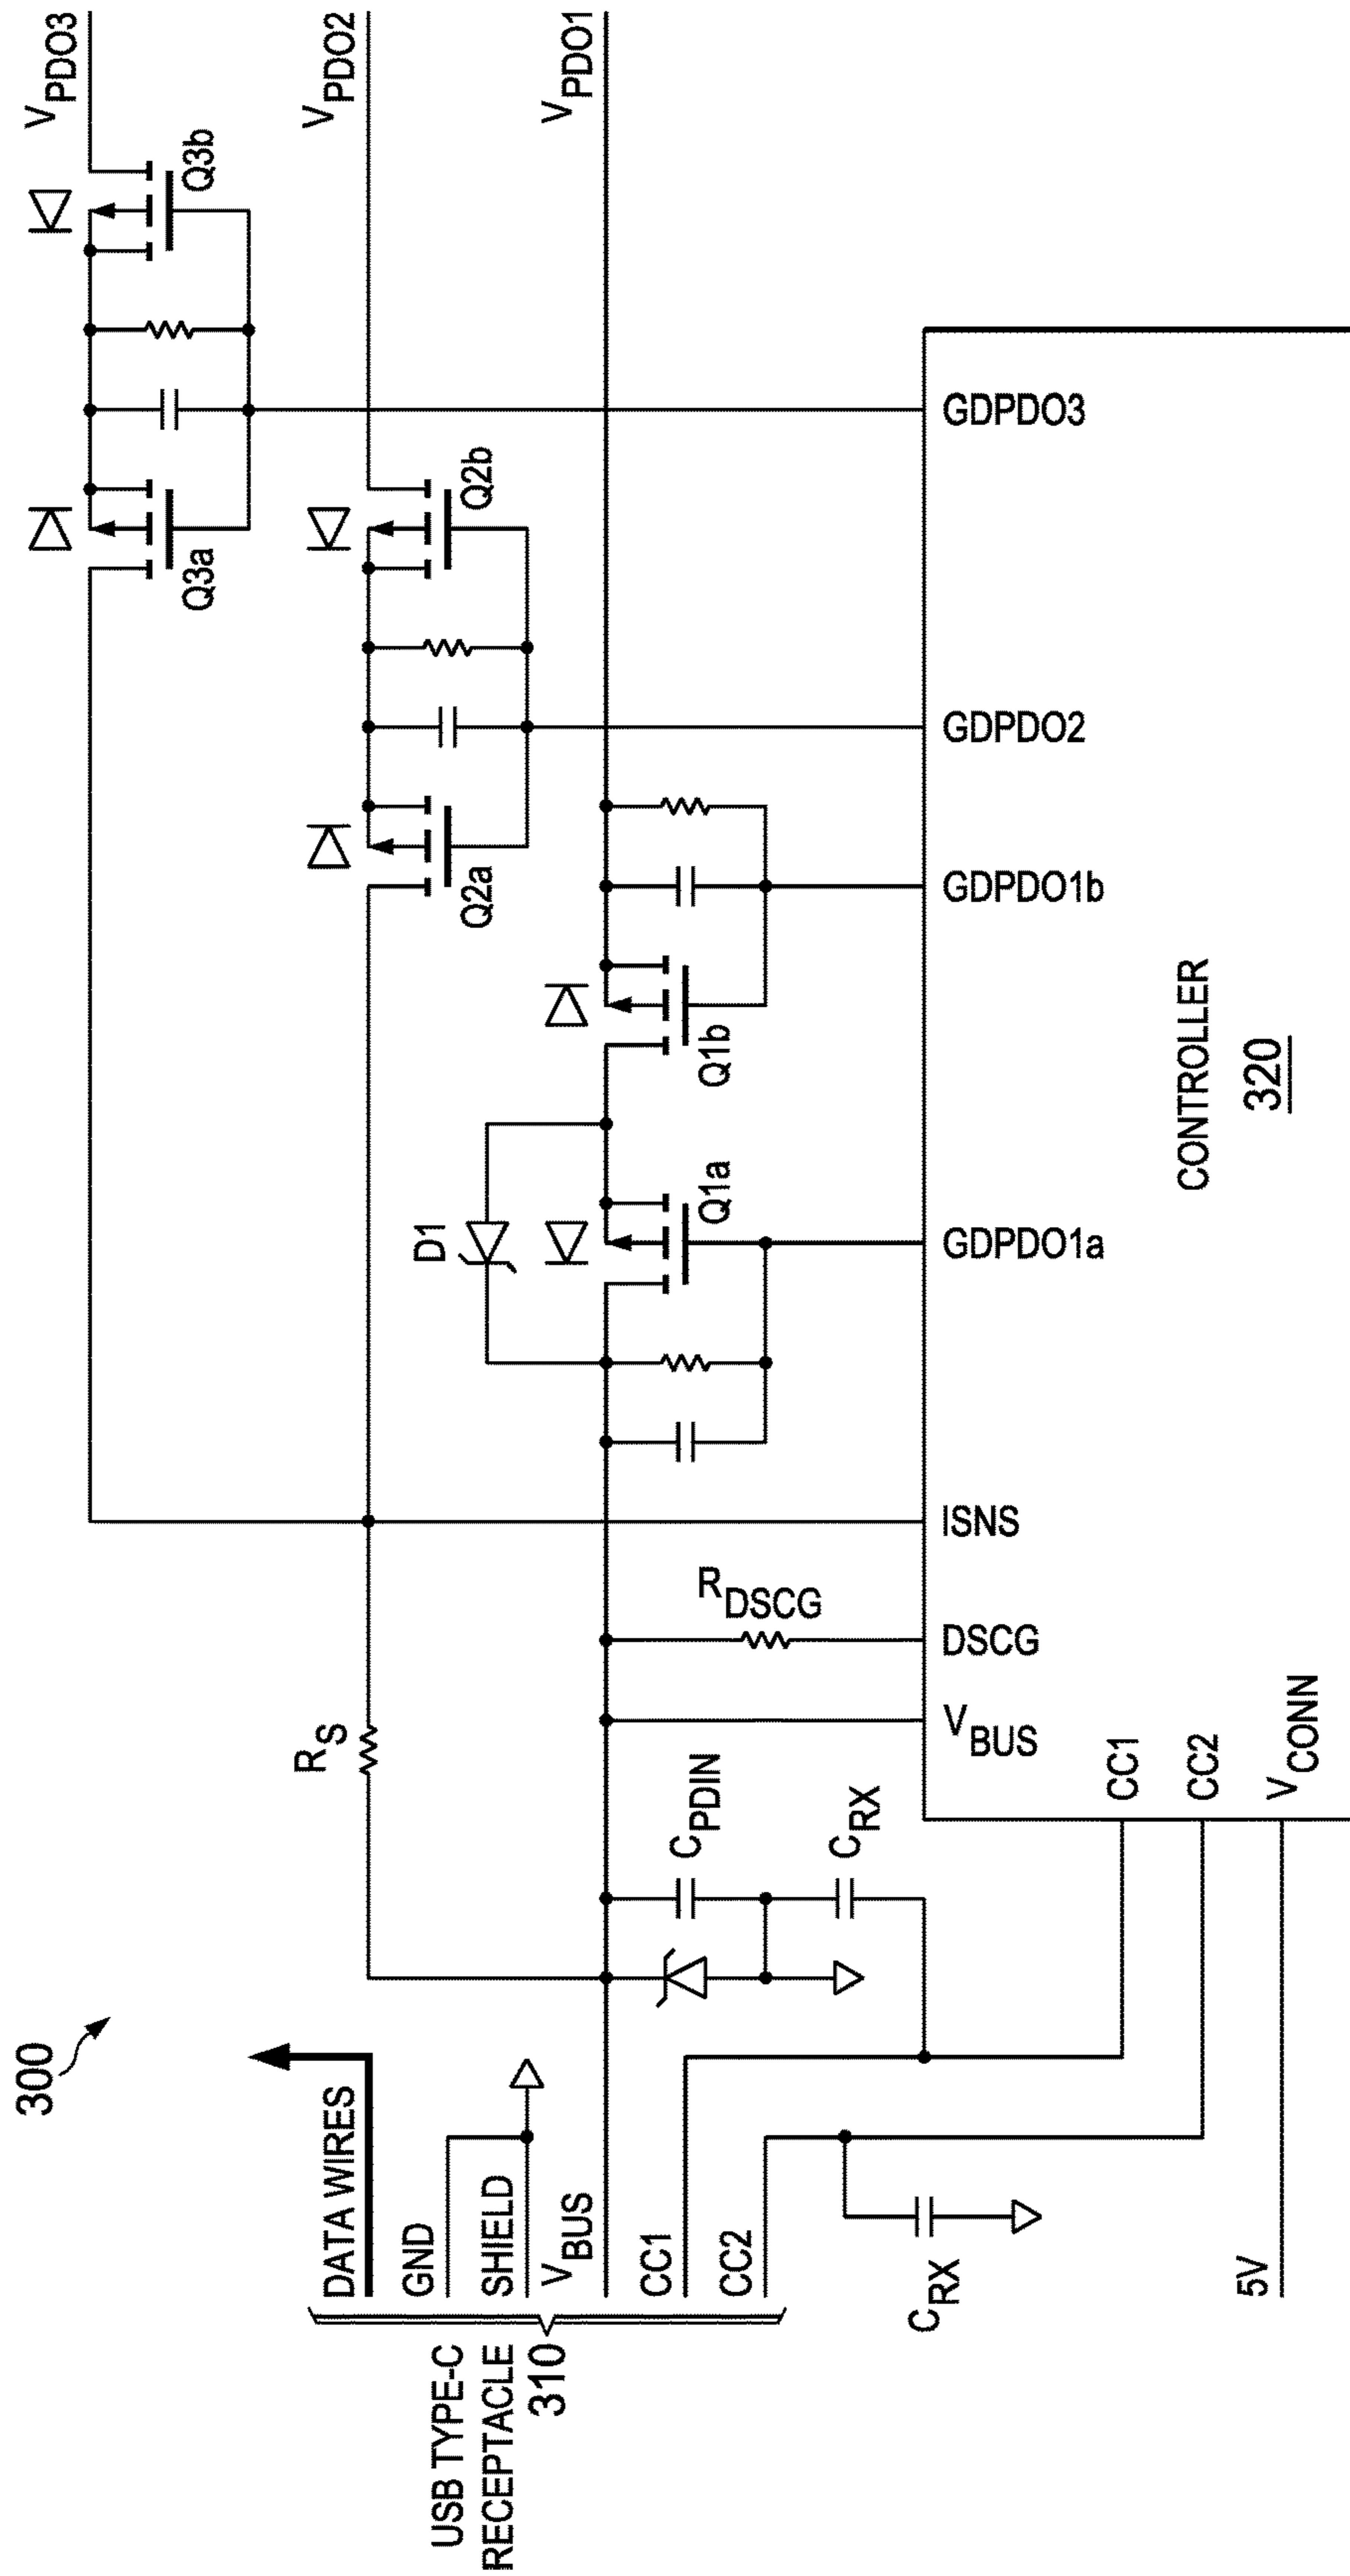 300
DATA WIRES
GND
SHIELD
VBUS
CC1
CC2
USB TYPE-C
RECEPTACLE
310
CRX
5V
RS
CPDIN
CRX
RDSCG
D1
Q1a
Q1b
Q2a
Q2b
Q3a
Q3b
VPDO3
VPDO2
VPDO1
CC1
CC2
VCONN
VBUS
DSCG
ISNS
GDPDO1a
GDPDO1b
GDPDO2
GDPDO3
CONTROLLER
320